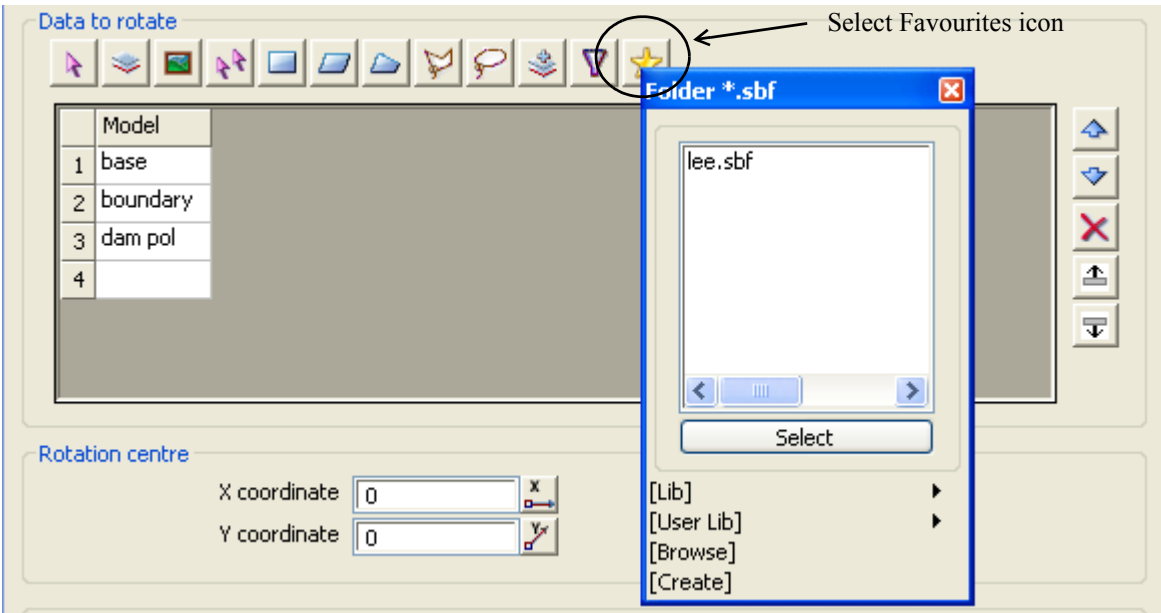 Data to rotate
Select Favourites icon
Folder *.sbf
Model
1 base
2 boundary
3 dam pol
4
lee.sbf
Select
Rotation centre
X coordinate 0 X
Y coordinate 0 Y
[Lib]
[User Lib]
[Browse]
[Create]